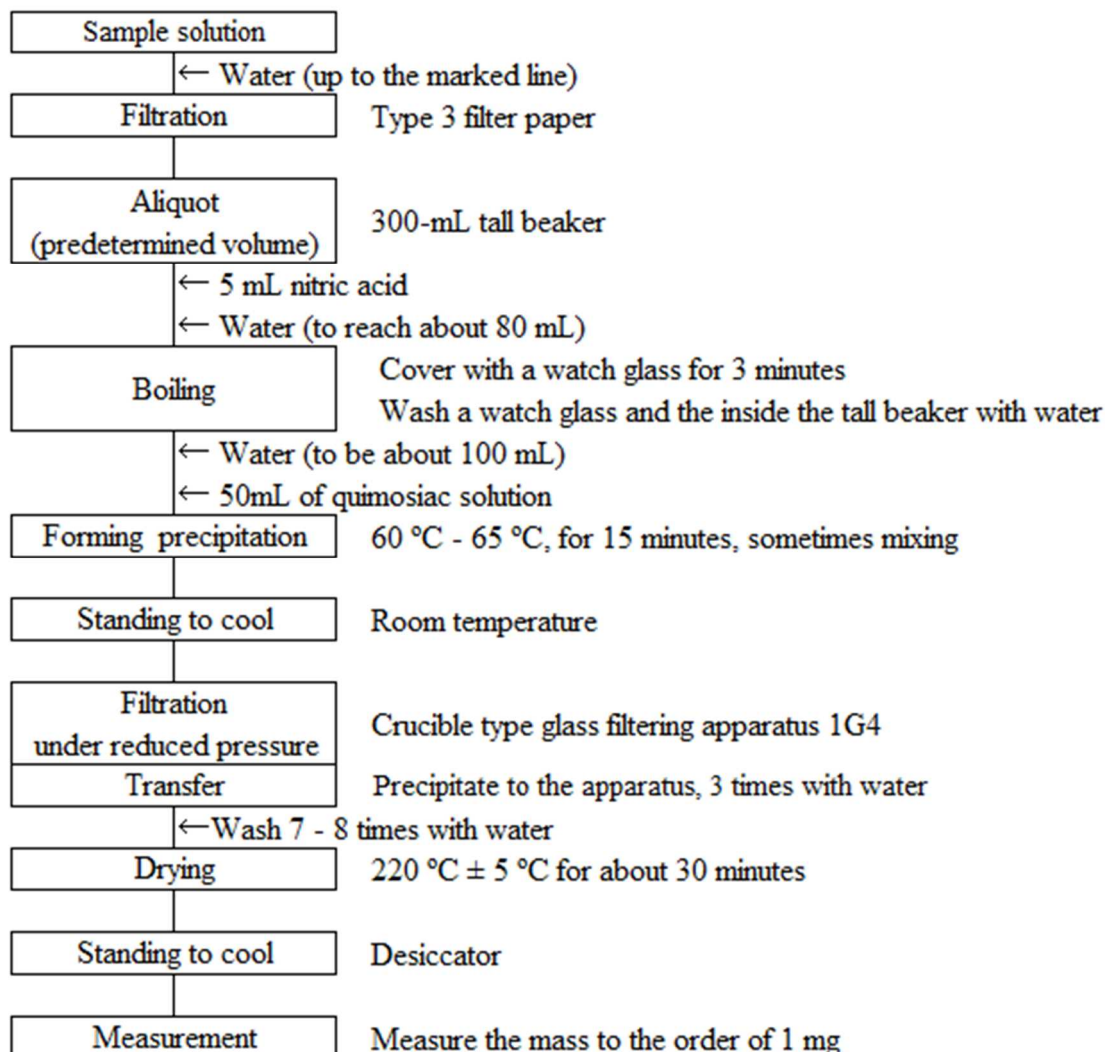 Sample solution
← Water (up to the marked line)
Filtration Type 3 filter paper
Aliquot
(predetermined volume) 300-mL tall beaker
← 5 mL nitric acid
← Water (to reach about 80 mL)
Boiling Cover with a watch glass for 3 minutes
Wash a watch glass and the inside the tall beaker with water
← Water (to be about 100 mL)
← 50mL of quimosiac solution
Forming precipitation 60 ºC - 65 ºC, for 15 minutes, sometimes mixing
Standing to cool Room temperature
Filtration
under reduced pressure Crucible type glass filtering apparatus 1G4
Transfer Precipitate to the apparatus, 3 times with water
←Wash 7 - 8 times with water
Drying 220 ºC ± 5 ºC for about 30 minutes
Standing to cool Desiccator
Measurement Measure the mass to the order of 1 mg